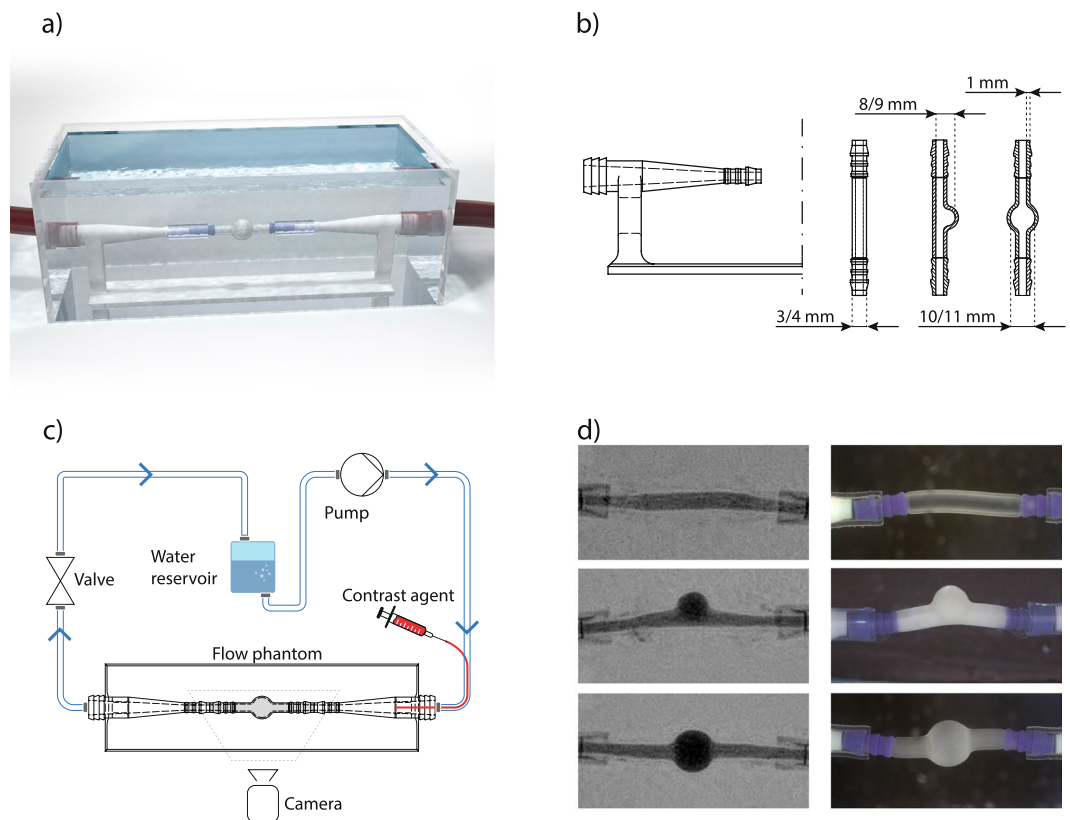 a)
b)
1 mm
8/9 mm
3/4 mm
10/11 mm
c)
Pump
Water
reservoir
Valve
Contrast agent
Flow phantom
Camera
d)